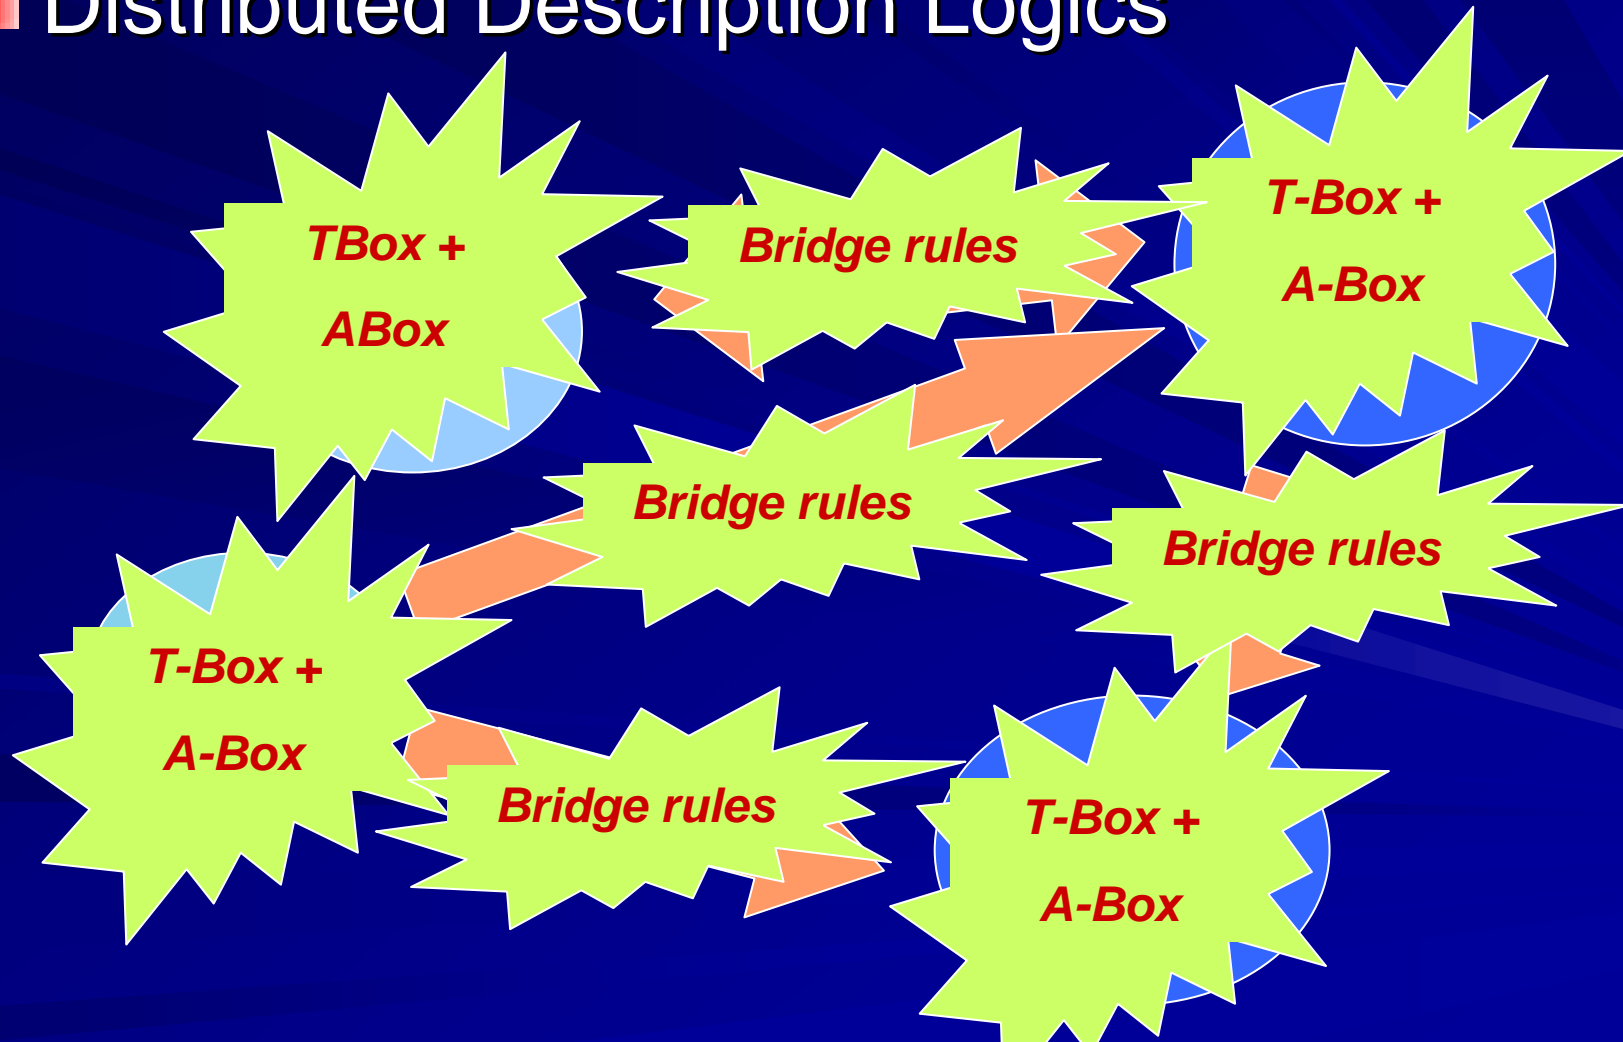 Distributed Description Logics
TBox +
ABox
Bridge rules
T-Box +
A-Box
Bridge rules
Bridge rules
T-Box +
A-Box
Bridge rules
T-Box +
A-Box